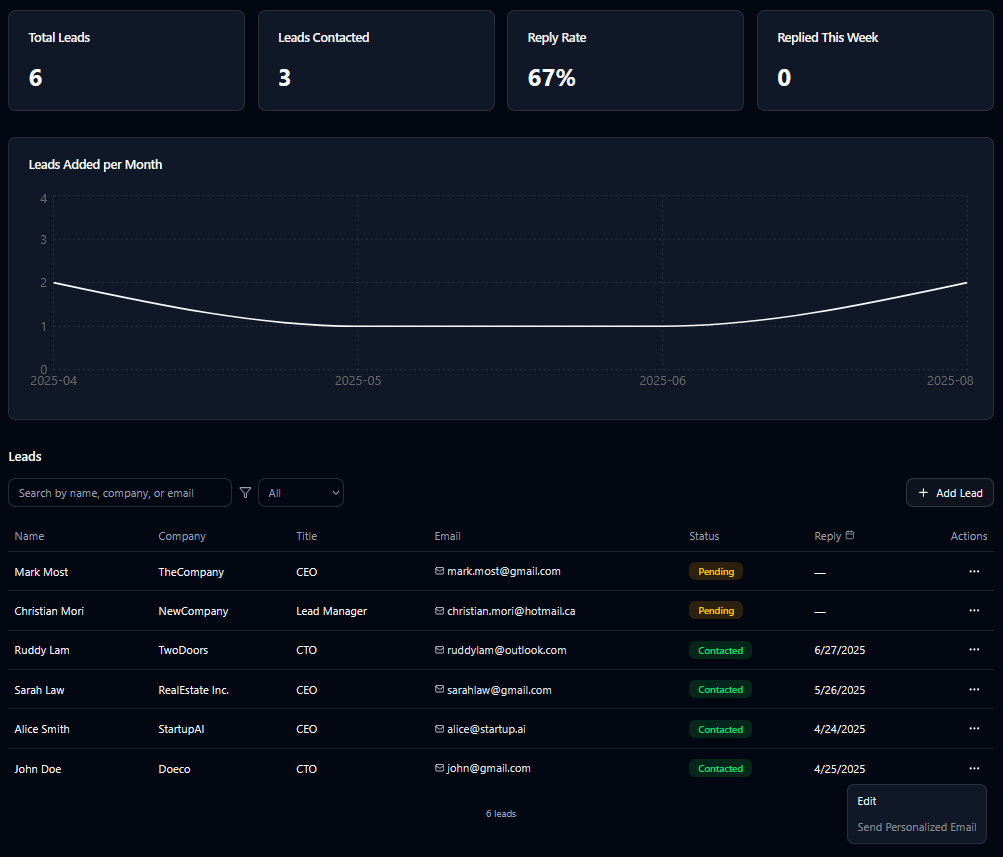 Total Leads
6
Leads Contacted
3
Reply Rate
67%
Replied This Week
0
Leads Added per Month
4
3
2
1
0
2025-04 2025-05 2025-06 2025-08
Leads
Search by name, company, or email All + Add Lead
Name Company Title Email Status Reply Actions
Mark Most TheCompany CEO mark.most@gmail.com Pending — ...
Christian Mori NewCompany Lead Manager christian.mori@hotmail.ca Pending — ...
Ruddy Lam TwoDoors CTO ruddylam@outlook.com Contacted 6/27/2025 ...
Sarah Law RealEstate Inc. CEO sarahlaw@gmail.com Contacted 5/26/2025 ...
Alice Smith StartupAI CEO alice@startup.ai Contacted 4/24/2025 ...
John Doe Doeco CTO john@gmail.com Contacted 4/25/2025 ...
6 leads
Edit
Send Personalized Email